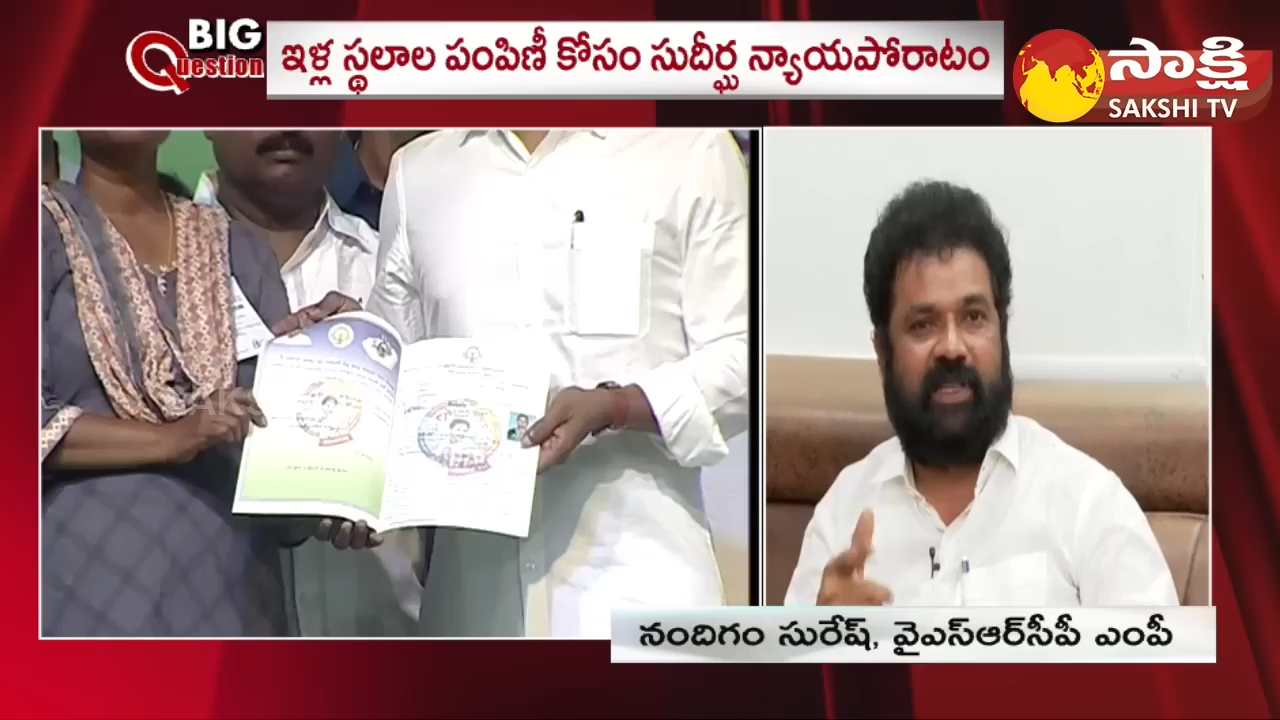 BIG
Question
ఇళ్ల స్థలాల పంపిణీ కోసం సుదీర్ఘ న్యాయపోరాటం
సాక్షి
SAKSHI TV
నందిగం సురేష్, వైఎస్ఆర్‌సీపీ ఎంపీ